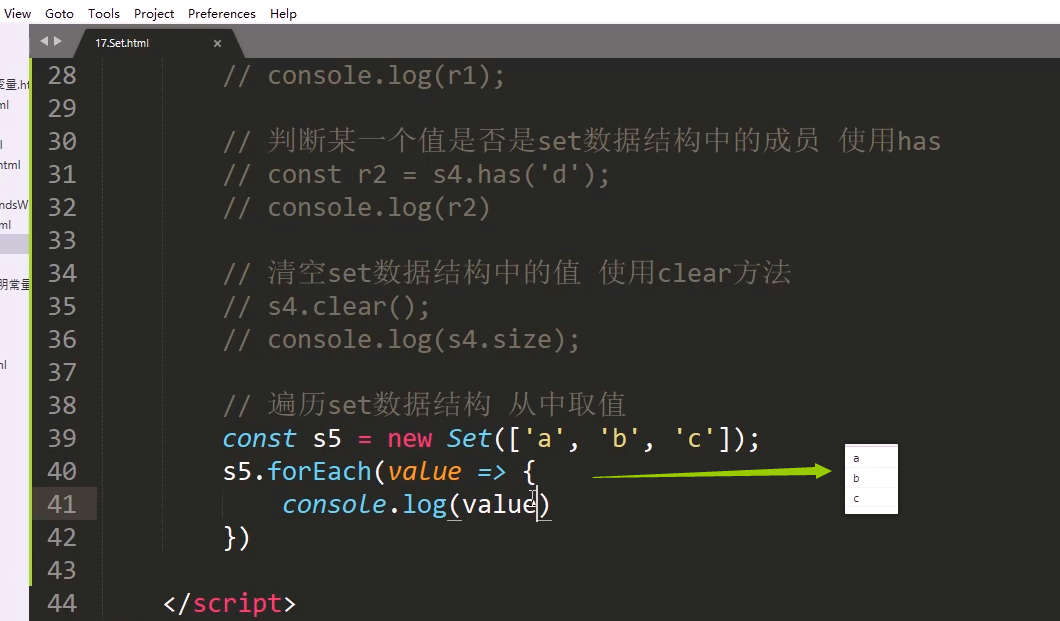 View Goto Tools Project Preferences Help
17.Set.html ×
变量.ht
ml
l
html
ndsW
ml
明常量
ml
28 // console.log(r1);
29
30 // 判断某一个值是否是set数据结构中的成员 使用has
31 // const r2 = s4.has('d');
32 // console.log(r2)
33
34 // 清空set数据结构中的值 使用clear方法
35 // s4.clear();
36 // console.log(s4.size);
37
38 // 遍历set数据结构 从中取值
39 const s5 = new Set(['a', 'b', 'c']);
40 s5.forEach(value => {
41 console.log(value)
42 })
43
44 </script>
a
b
c